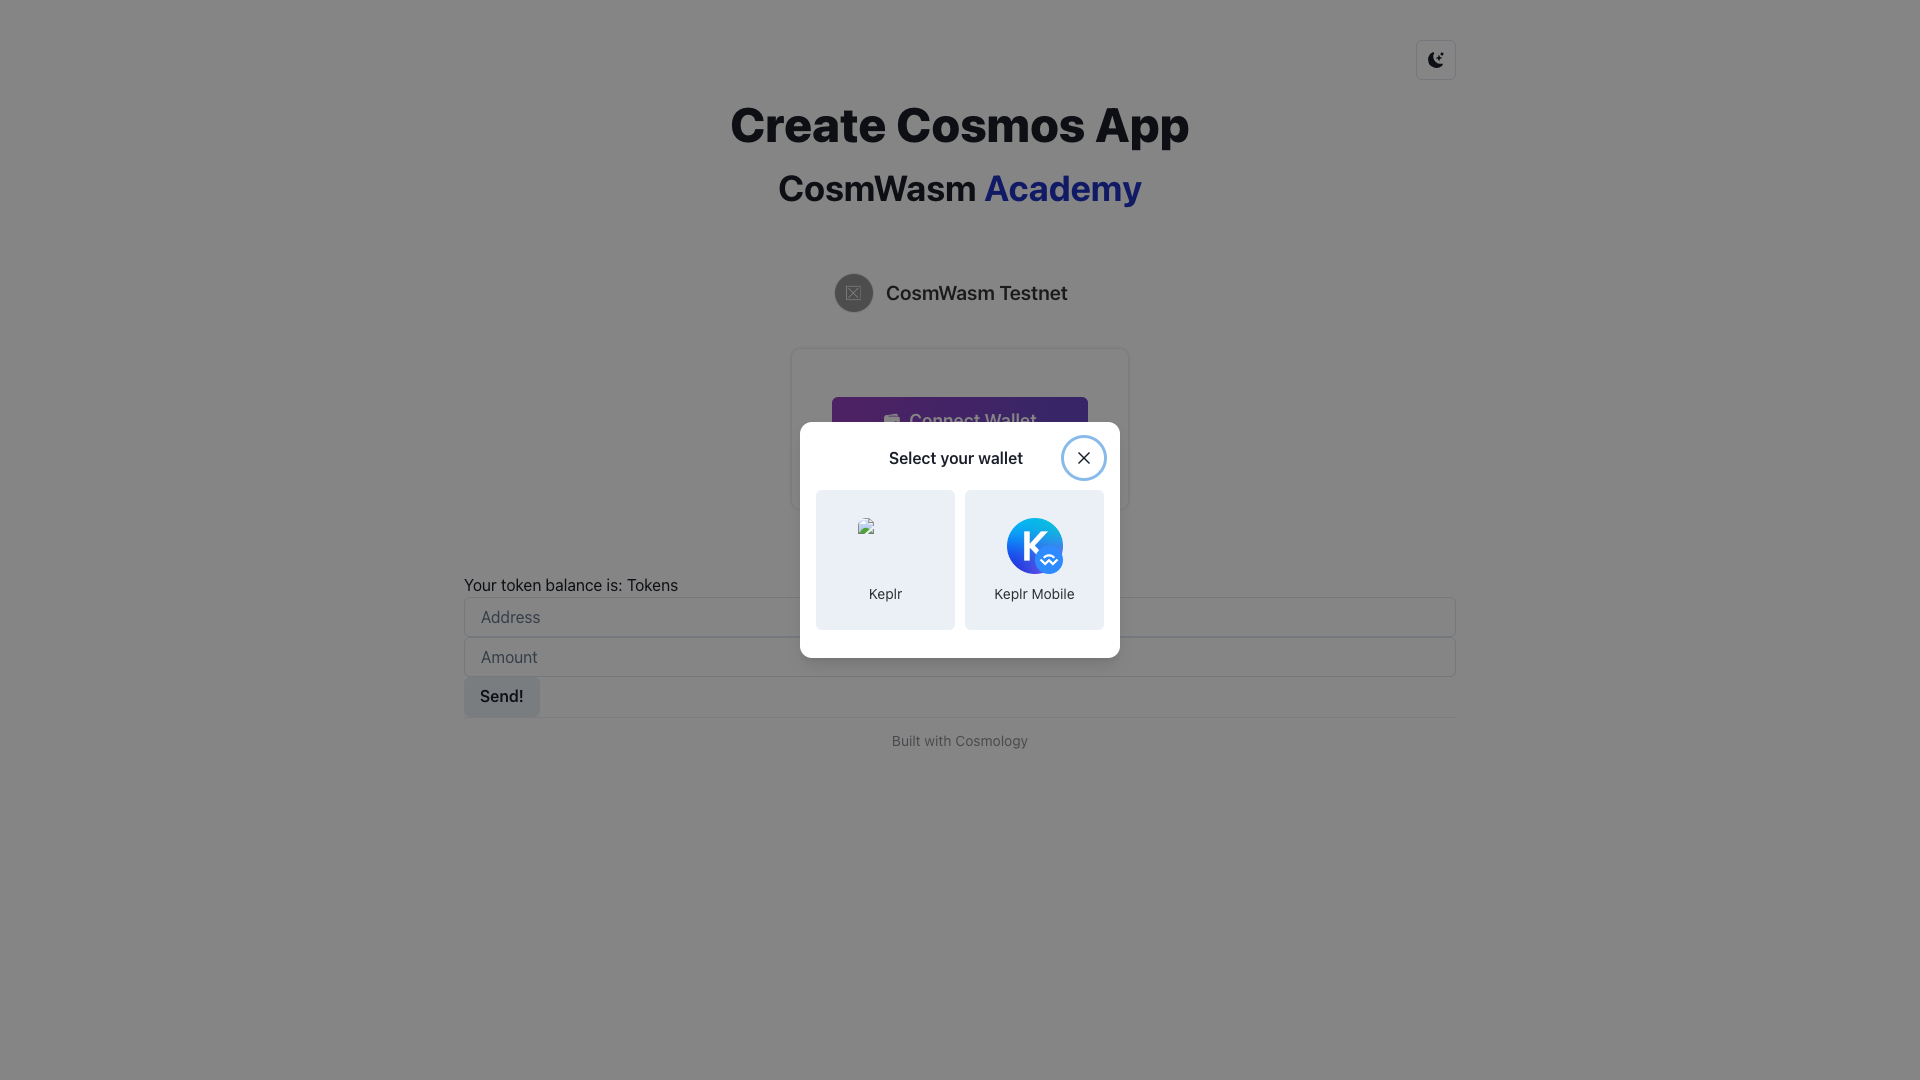 Create Cosmos App
CosmWasm Academy
CosmWasm Testnet
Connect Wallet
Select your wallet
Keplr
Keplr Mobile
Your token balance is: Tokens
Address
Amount
Send!
Built with Cosmology